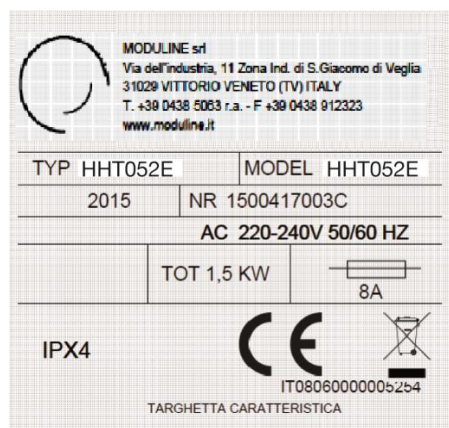 MODULINE srl
Via dell'industria, 11 Zona Ind. di S.Giacomo di Veglia
31029 VITTORIO VENETO (TV) ITALY
T. +39 0438 5063 r.a. - F +39 0438 912323
www.moduline.it
TYP HHT052E MODEL HHT052E
2015 NR 1500417003C
AC 220-240V 50/60 HZ
TOT 1,5 KW
8A
IPX4 CE
IT08060000005254
TARGHETTA CARATTERISTICA